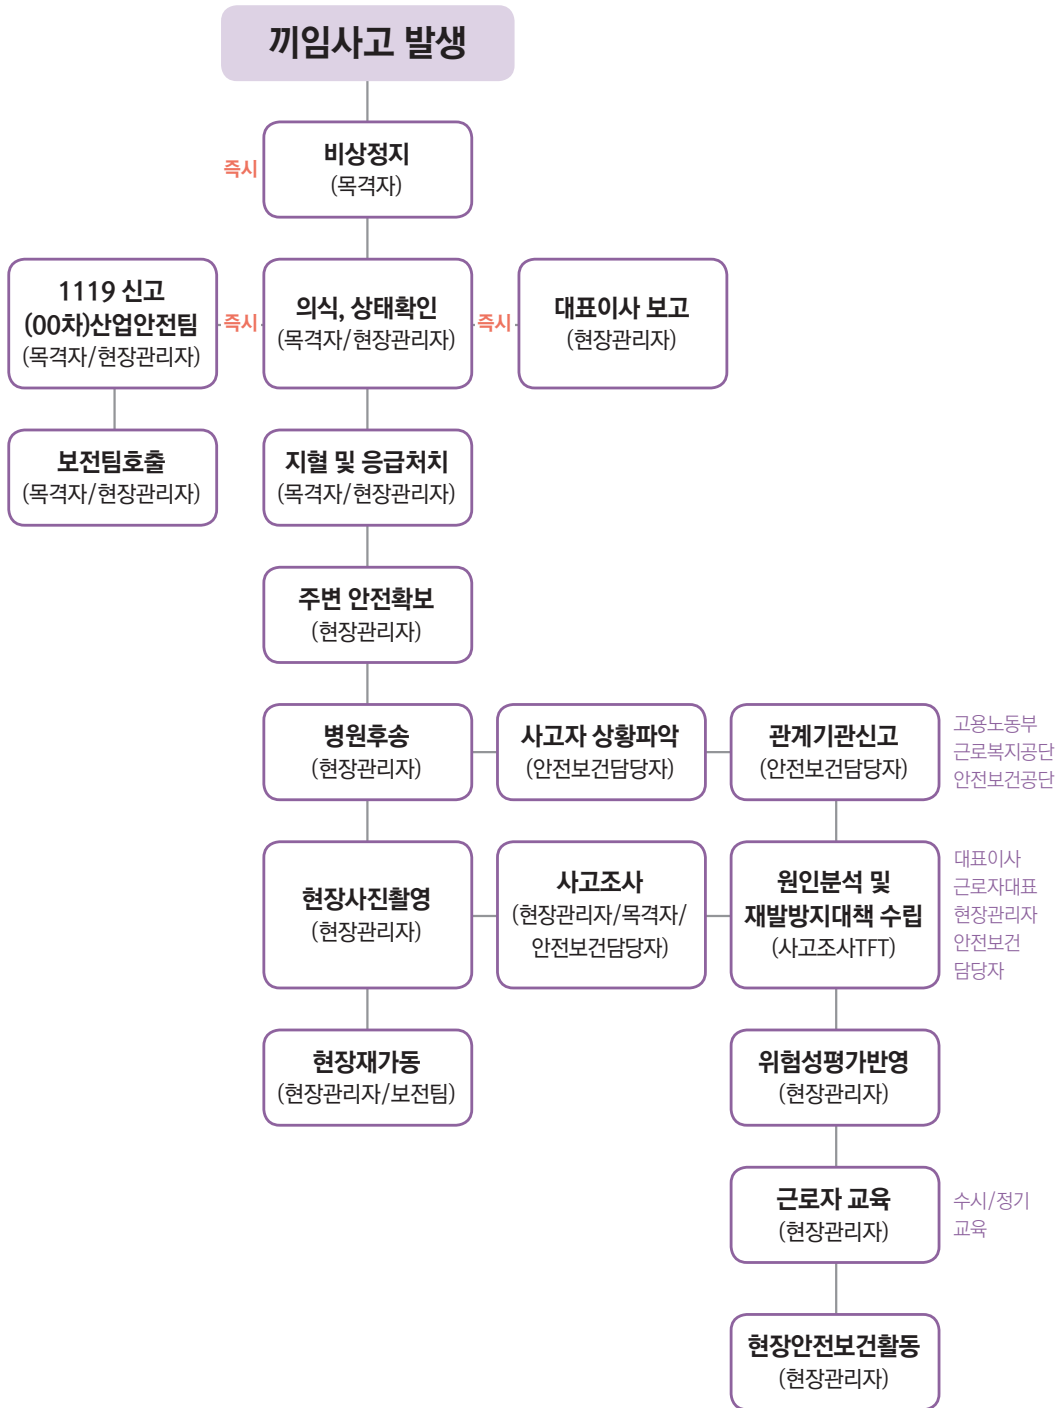 끼임사고 발생
즉시
비상정지
(목격자)
1119 신고
(00차)산업안전팀
(목격자/현장관리자)
즉시
의식, 상태확인
(목격자/현장관리자)
즉시
대표이사 보고
(현장관리자)
보전팀호출
(목격자/현장관리자)
지혈 및 응급처치
(목격자/현장관리자)
주변 안전확보
(현장관리자)
병원후송
(현장관리자)
사고자 상황파악
(안전보건담당자)
관계기관신고
(안전보건담당자)
고용노동부
근로복지공단
안전보건공단
현장사진촬영
(현장관리자)
사고조사
(현장관리자/목격자/
안전보건담당자)
원인분석 및
재발방지대책 수립
(사고조사TFT)
대표이사
근로자대표
현장관리자
안전보건
담당자
현장재가동
(현장관리자/보전팀)
위험성평가반영
(현장관리자)
근로자 교육
(현장관리자)
수시/정기
교육
현장안전보건활동
(현장관리자)